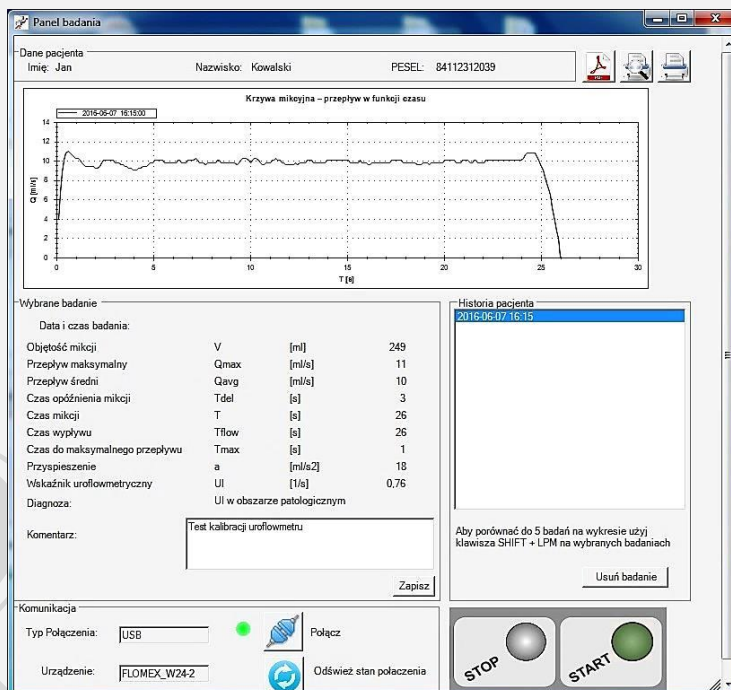 Panel badania
Dane pacjenta
Imię: Jan Nazwisko: Kowalski PESEL: 84112312039
Krzywa mikcyjna – przepływ w funkcji czasu
2016-06-07 16:15:00
14
12
10
8
6
4
2
0
Q [ml/s]
0 5 10 15 20 25 30
T [s]
Wybrane badanie
Data i czas badania:
Objętość mikcji V [ml] 249
Przepływ maksymalny Qmax [ml/s] 11
Przepływ średni Qavg [ml/s] 10
Czas opóźnienia mikcji Tdel [s] 3
Czas mikcji T [s] 26
Czas wypływu Tflow [s] 26
Czas do maksymalnego przepływu Tmax [s] 1
Przyspieszenie a [ml/s2] 18
Wskaźnik uroflowmetryczny UI [1/s] 0,76
Diagnoza: UI w obszarze patologicznym
Komentarz: Test kalibracji uroflowmetru
Zapisz
Historia pacjenta
2016-06-07 16:15
Aby porównać do 5 badań na wykresie użyj
klawisza SHIFT + LPM na wybranych badaniach
Usuń badanie
Komunikacja
Typ Połączenia: USB Połącz
Urządzenie: FLOMEX_W24-2 Odśwież stan połaczenia
STOP START